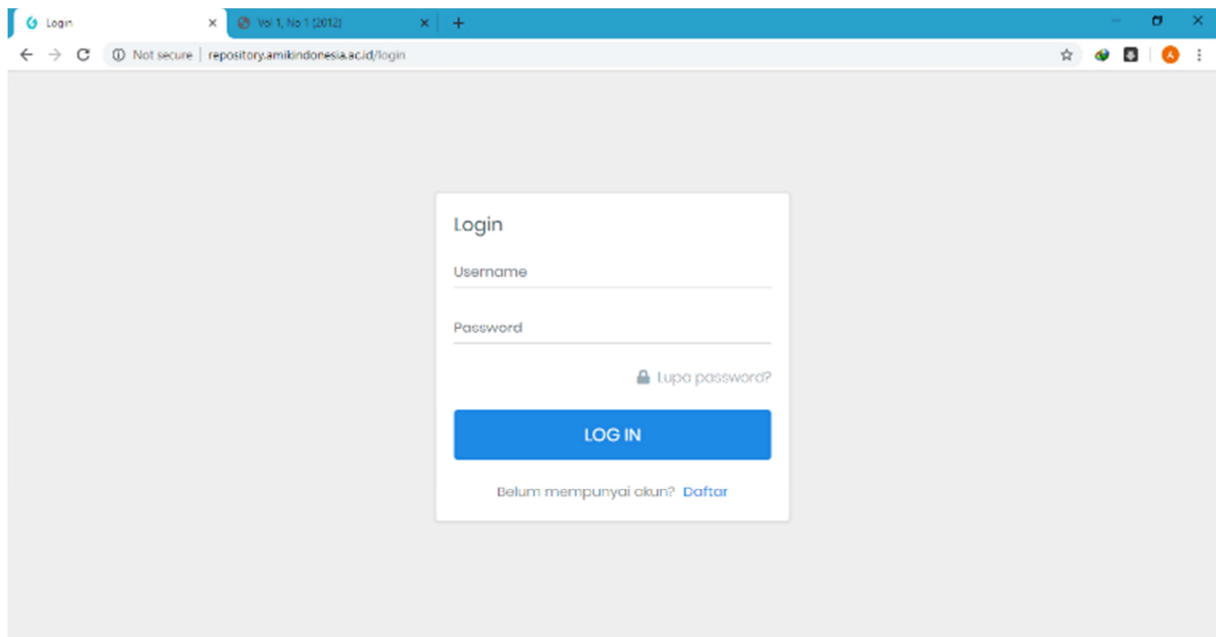 Login
Vol 1, No 1 (2012)
Not secure | repository.amikindonesia.ac.id/login
A
Login
Username
Password
Lupa password?
LOG IN
Belum mempunyai akun? Daftar